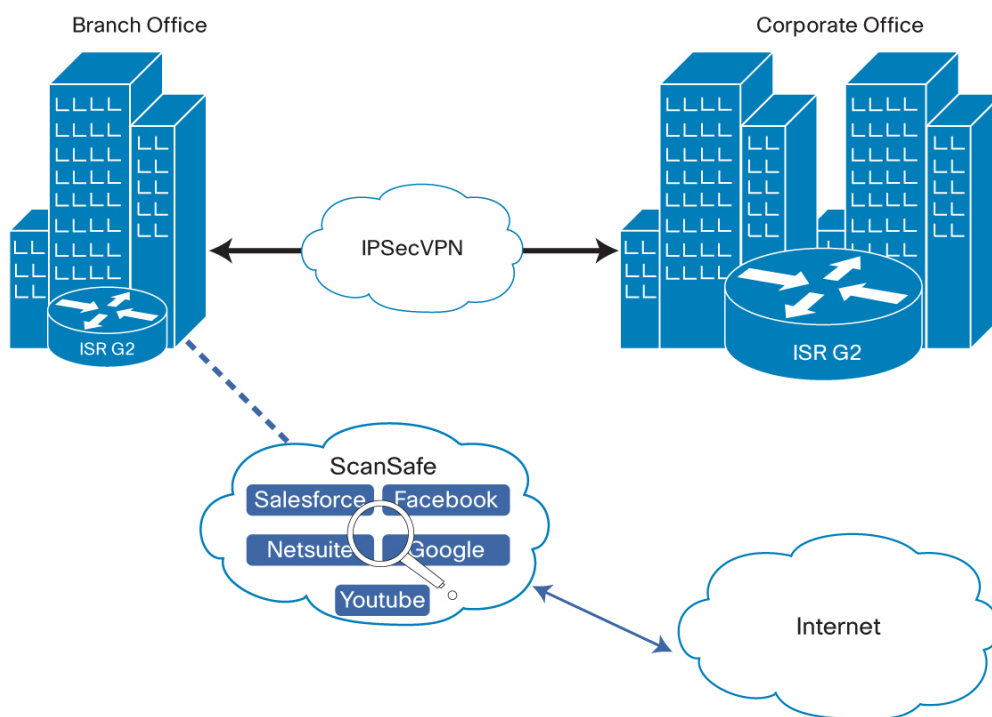 Branch Office
Corporate Office
IPSecVPN
ISR G2
ISR G2
ScanSafe
Salesforce
Facebook
Netsuite
Google
Youtube
Internet